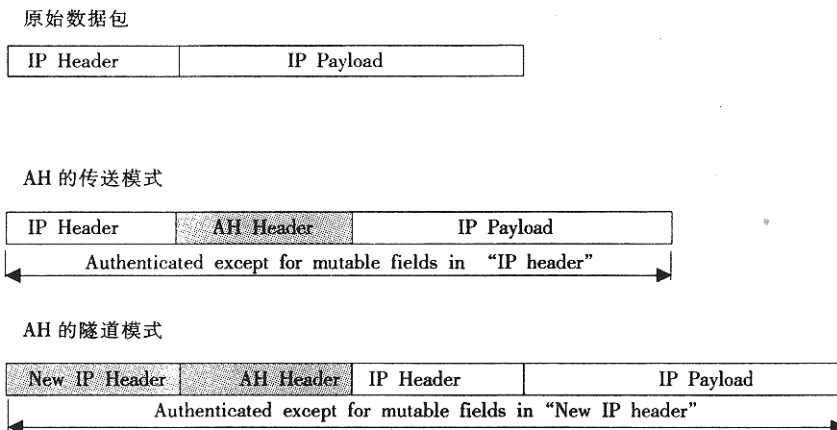 原始数据包
IP Header IP Payload
AH 的传送模式
IP Header AH Header IP Payload
Authenticated except for mutable fields in “IP header”
AH 的隧道模式
New IP Header AH Header IP Header IP Payload
Authenticated except for mutable fields in “New IP header”